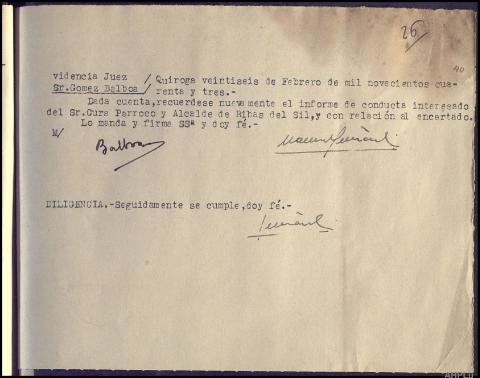 26
40
videncia Juez / Quiroga veintiseis de Febrero de mil novecientos cua-
Sr.Gomez Balboa / renta y tres.-
Dada cuenta,recuerdese nuevamente el informe de conducta interesado
del Sr.Cura Parroco y Alcalde de Ribas del Sil,y con relación al encartado.
Lo manda y firma SSª y doy fé.-
M/
Balboa
DILIGENCIA.-Seguidamente se cumple,doy fé.-